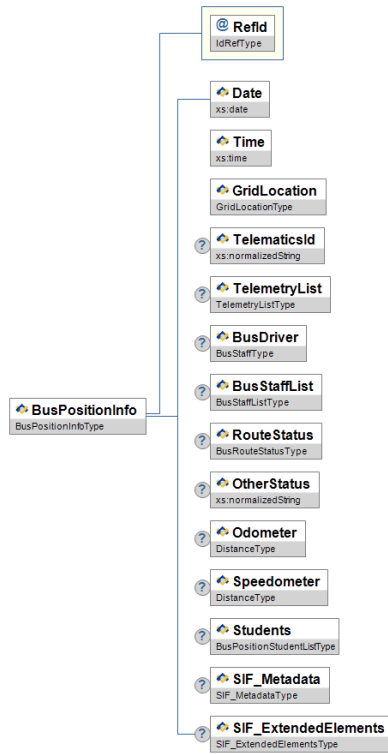 @ RefId
IdRefType
Date
xs:date
Time
xs:time
GridLocation
GridLocationType
? TelematicsId
xs:normalizedString
? TelemetryList
TelemetryListType
? BusDriver
BusStaffType
? BusStaffList
BusStaffListType
BusPositionInfo
BusPositionInfoType
? RouteStatus
BusRouteStatusType
? OtherStatus
xs:normalizedString
? Odometer
DistanceType
? Speedometer
DistanceType
? Students
BusPositionStudentListType
? SIF_Metadata
SIF_MetadataType
? SIF_ExtendedElements
SIF_ExtendedElementsType